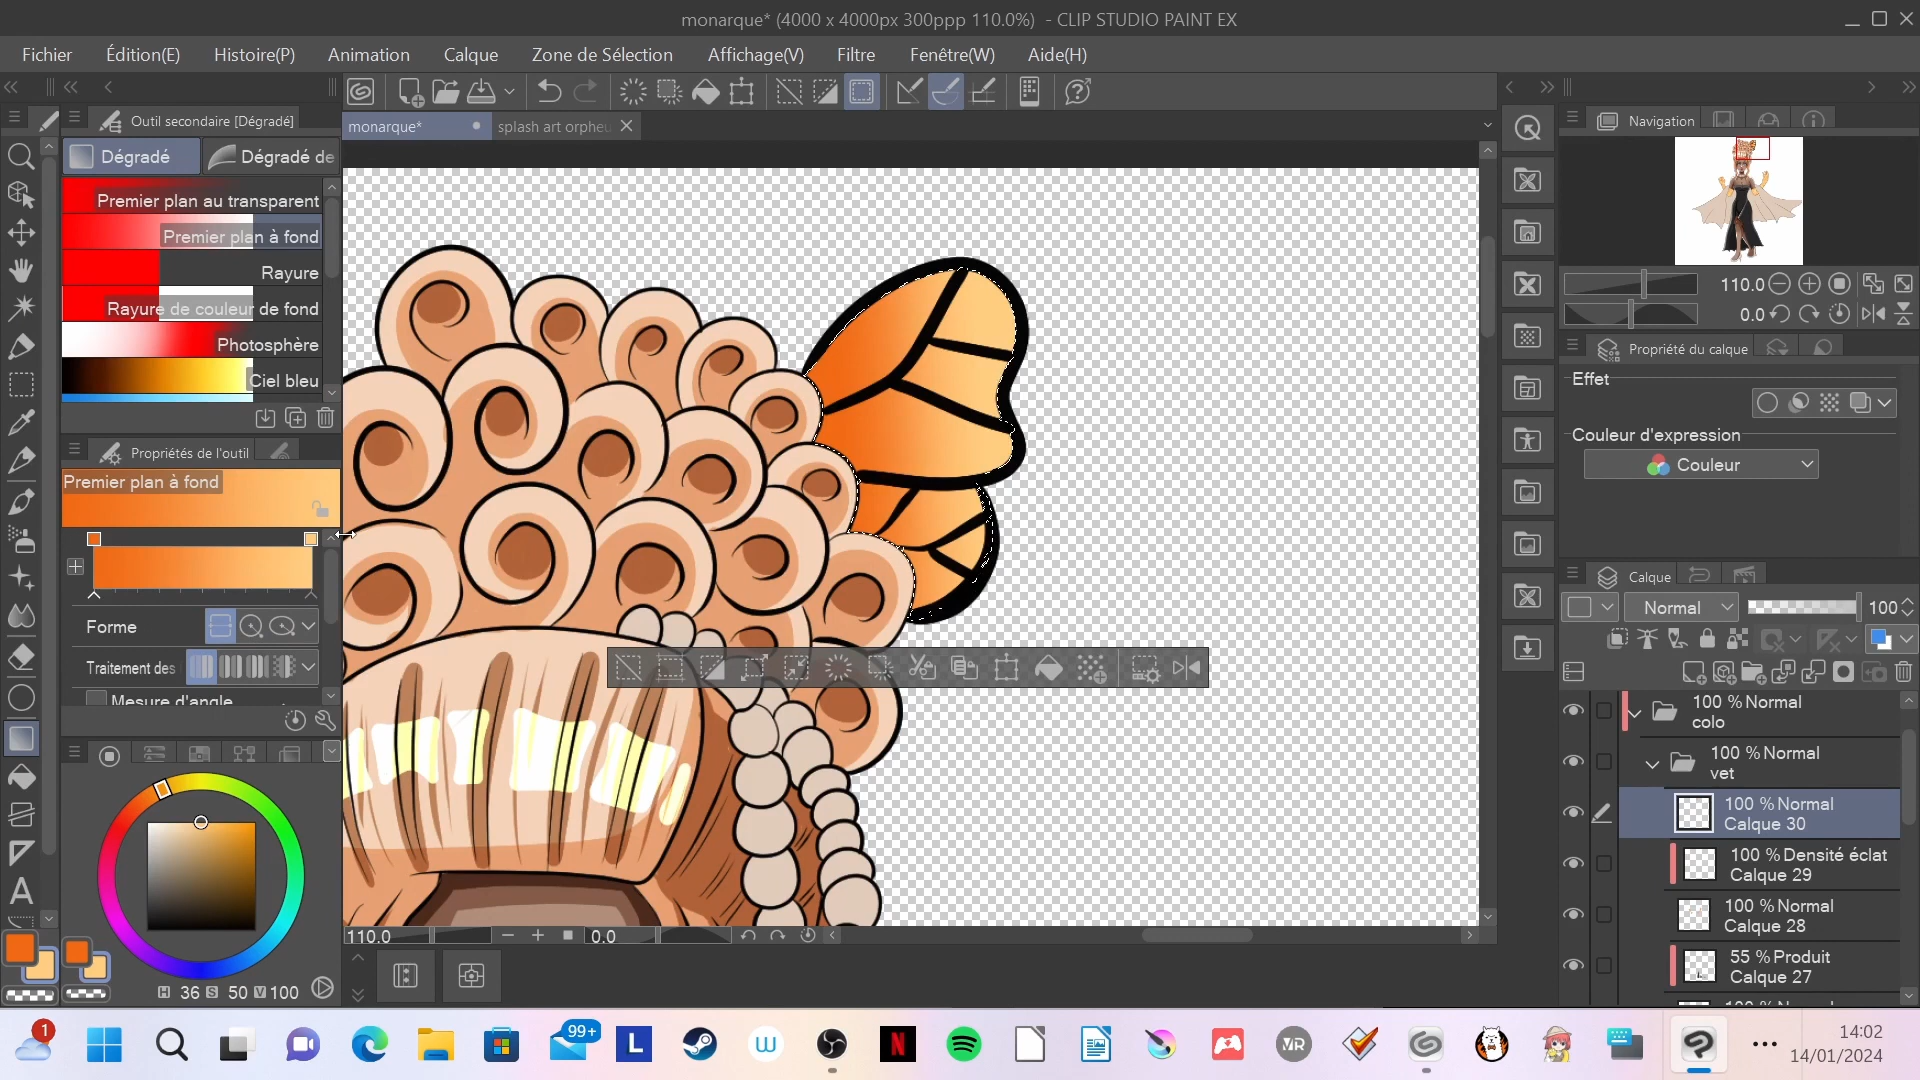 monarque* (4000 x 4000px 300ppp 110.0%) - CLIP STUDIO PAINT EX
Fichier Édition(E) Histoire(P) Animation Calque Zone de Sélection Affichage(V) Filtre Fenêtre(W) Aide(H)
Outil secondaire [Dégradé]
Dégradé Dégradé de
Premier plan au transparent
Premier plan à fond
Rayure
Rayure de couleur de fond
Photosphère
Ciel bleu
Propriétés de l'outil
Premier plan à fond
Forme
Traitement des
Mesure d'angle
H 36 S 50 V 100
monarque* splash art orpheu
110.0 0.0
Navigation
110.0
0.0
Propriété du calque
Effet
Couleur d'expression
Couleur
Calque
Normal 100
100 % Normal
colo
100 % Normal
vet
100 % Normal
Calque 30
100 % Densité éclat
Calque 29
100 % Normal
Calque 28
55 % Produit
Calque 27
100 % Normal
1
99+
L
W
N
VR
14:02
14/01/2024